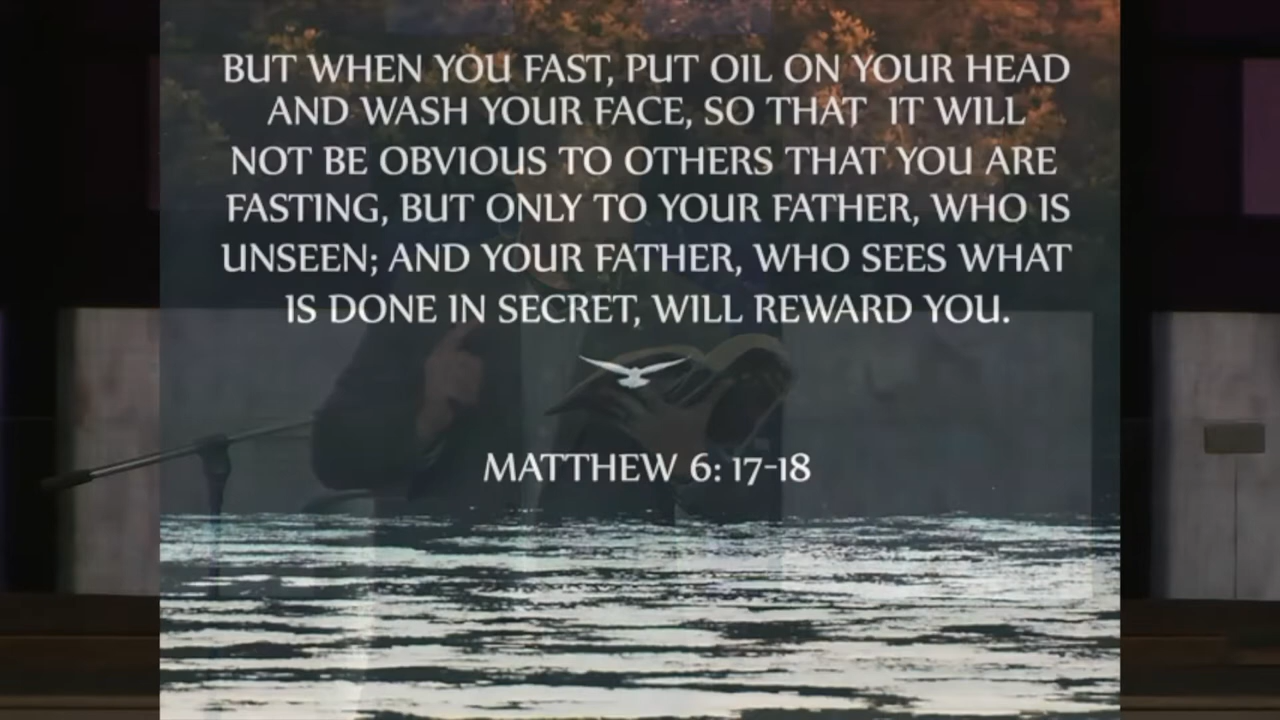 BUT WHEN YOU FAST, PUT OIL ON YOUR HEAD
AND WASH YOUR FACE, SO THAT IT WILL
NOT BE OBVIOUS TO OTHERS THAT YOU ARE
FASTING, BUT ONLY TO YOUR FATHER, WHO IS
UNSEEN; AND YOUR FATHER, WHO SEES WHAT
IS DONE IN SECRET, WILL REWARD YOU.
MATTHEW 6: 17-18